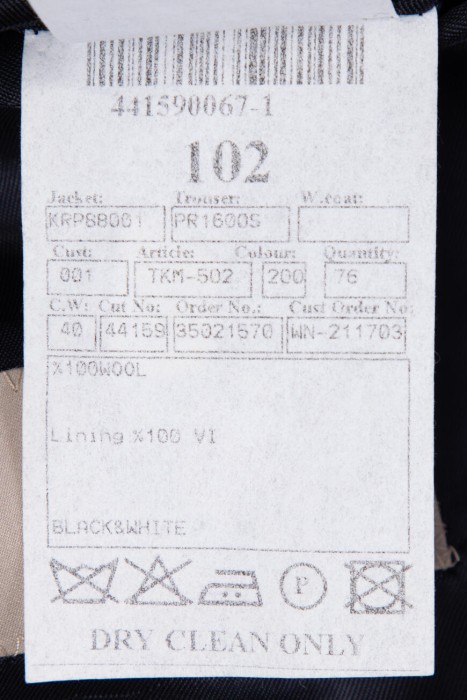 441590067-1
102
Jacket: Trouser: W.coat:
KRP8B001 PR1600S
Cust: Article: Colour: Quantity:
001 TKM-502 200 76
C.W: Cut No: Order No.: Cust Order No:
40 44159 35021570 WN-211703
%100WOOL
Lining %100 VI
BLACK&WHITE
P
DRY CLEAN ONLY